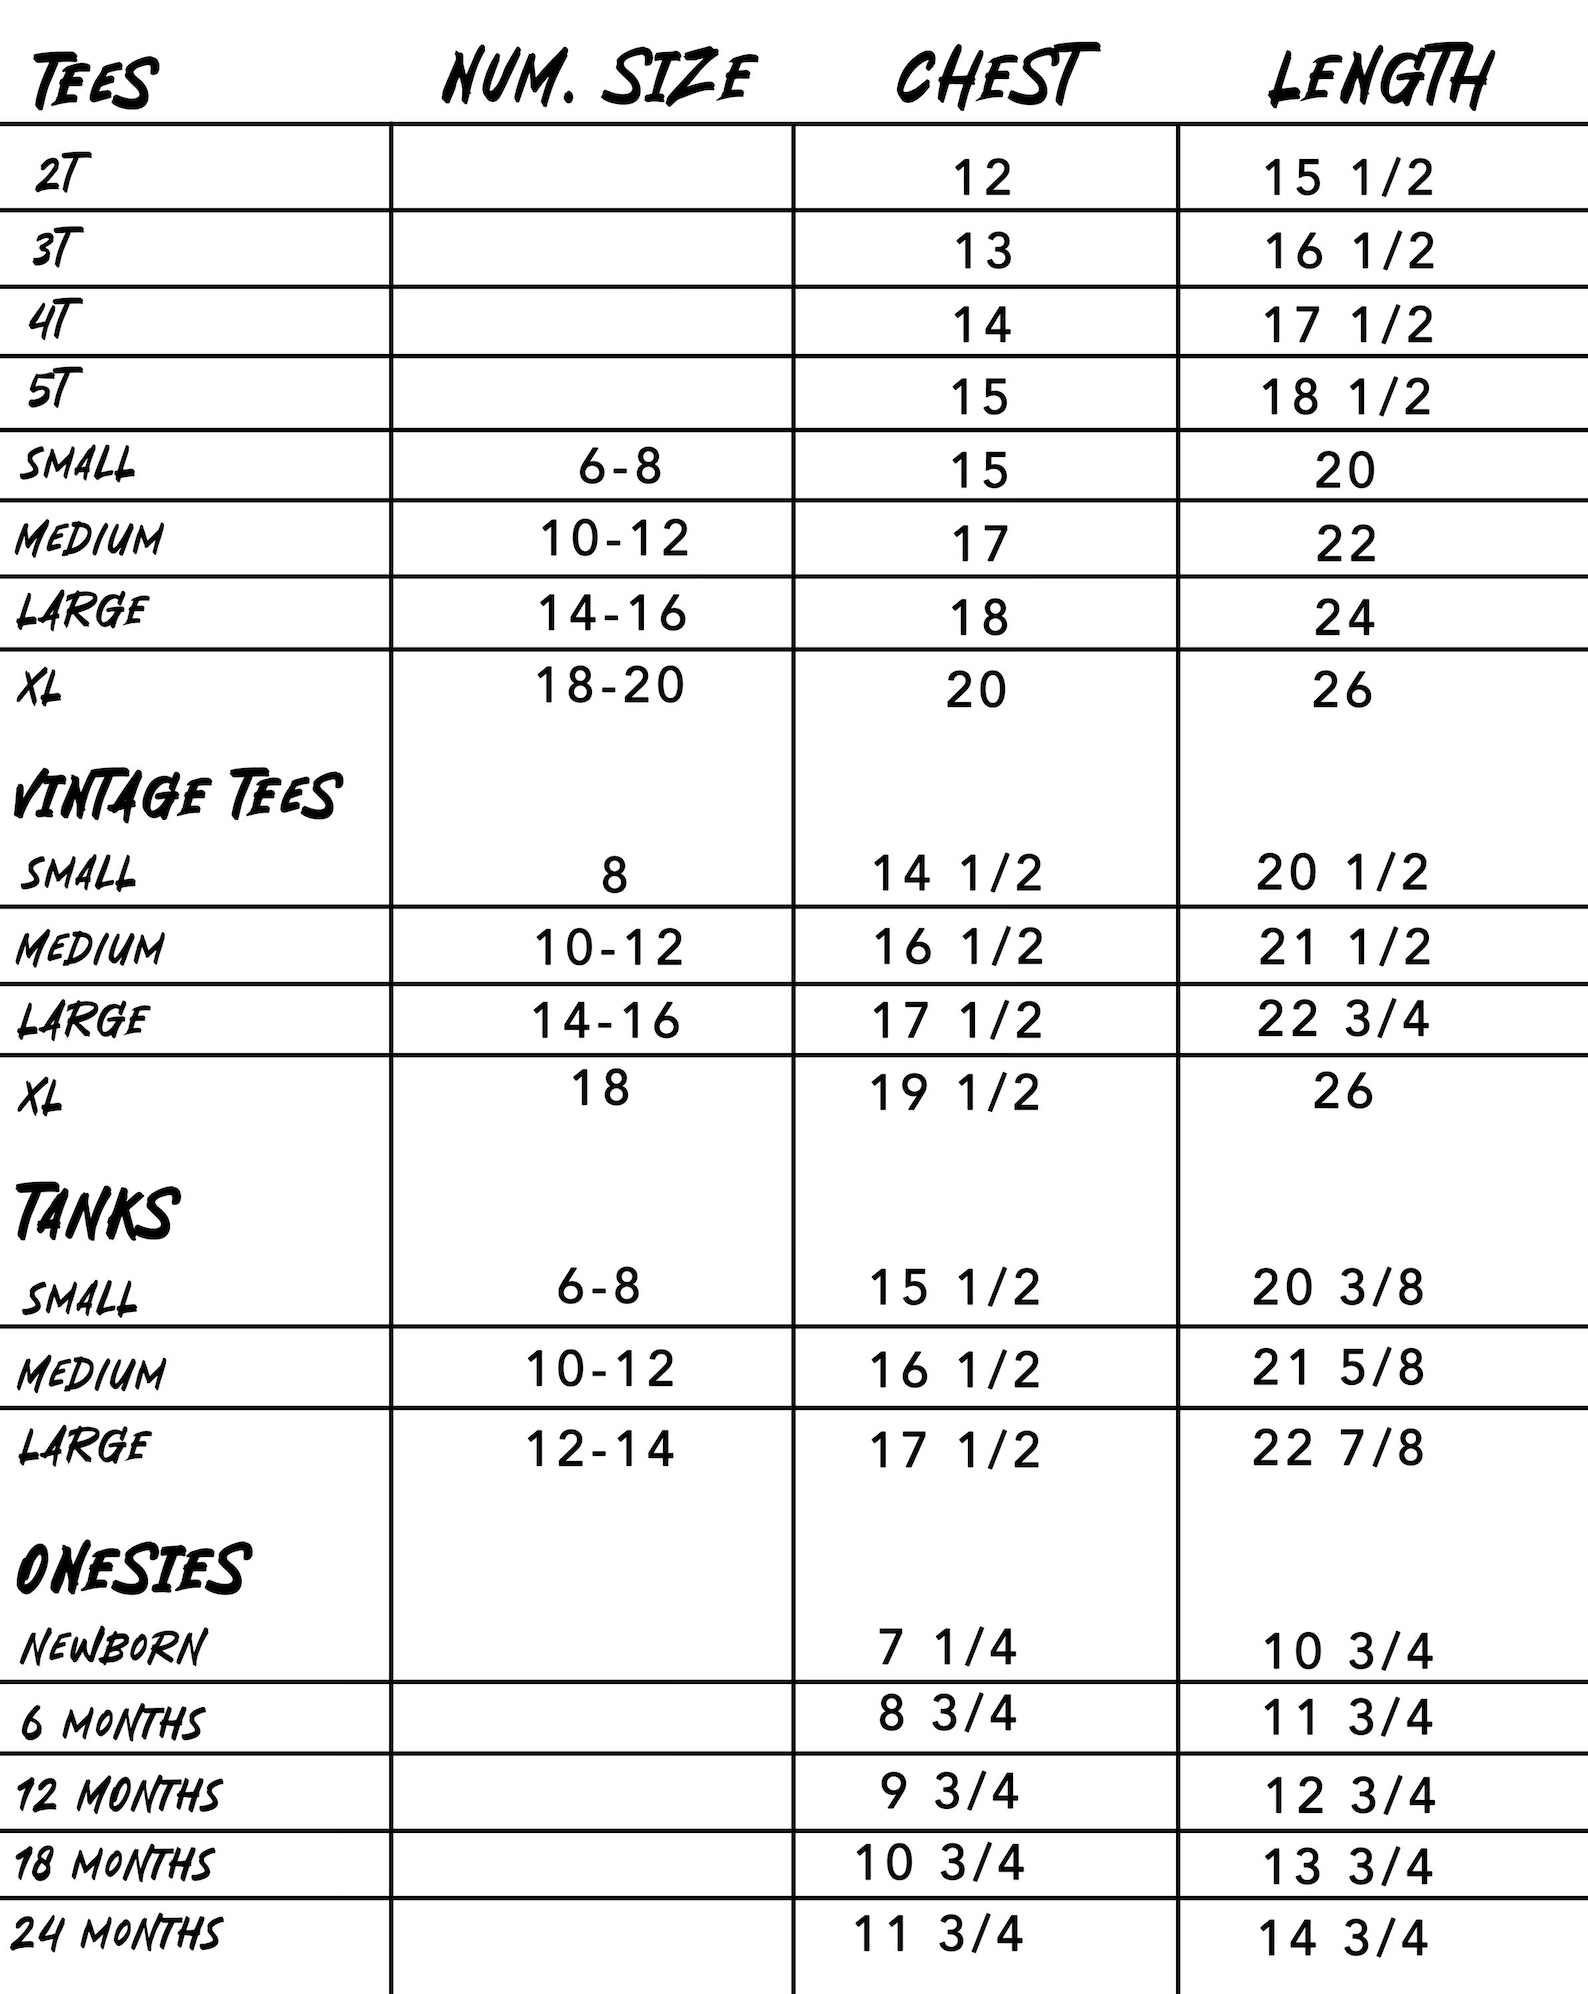 TEES NUM. SIZE CHEST LENGTH
2T 12 15 1/2
3T 13 16 1/2
4T 14 17 1/2
5T 15 18 1/2
SMALL 6-8 15 20
MEDIUM 10-12 17 22
LARGE 14-16 18 24
XL 18-20 20 26
VINTAGE TEES
SMALL 8 14 1/2 20 1/2
MEDIUM 10-12 16 1/2 21 1/2
LARGE 14-16 17 1/2 22 3/4
XL 18 19 1/2 26
TANKS
SMALL 6-8 15 1/2 20 3/8
MEDIUM 10-12 16 1/2 21 5/8
LARGE 12-14 17 1/2 22 7/8
ONESIES
NEWBORN 7 1/4 10 3/4
6 MONTHS 8 3/4 11 3/4
12 MONTHS 9 3/4 12 3/4
18 MONTHS 10 3/4 13 3/4
24 MONTHS 11 3/4 14 3/4